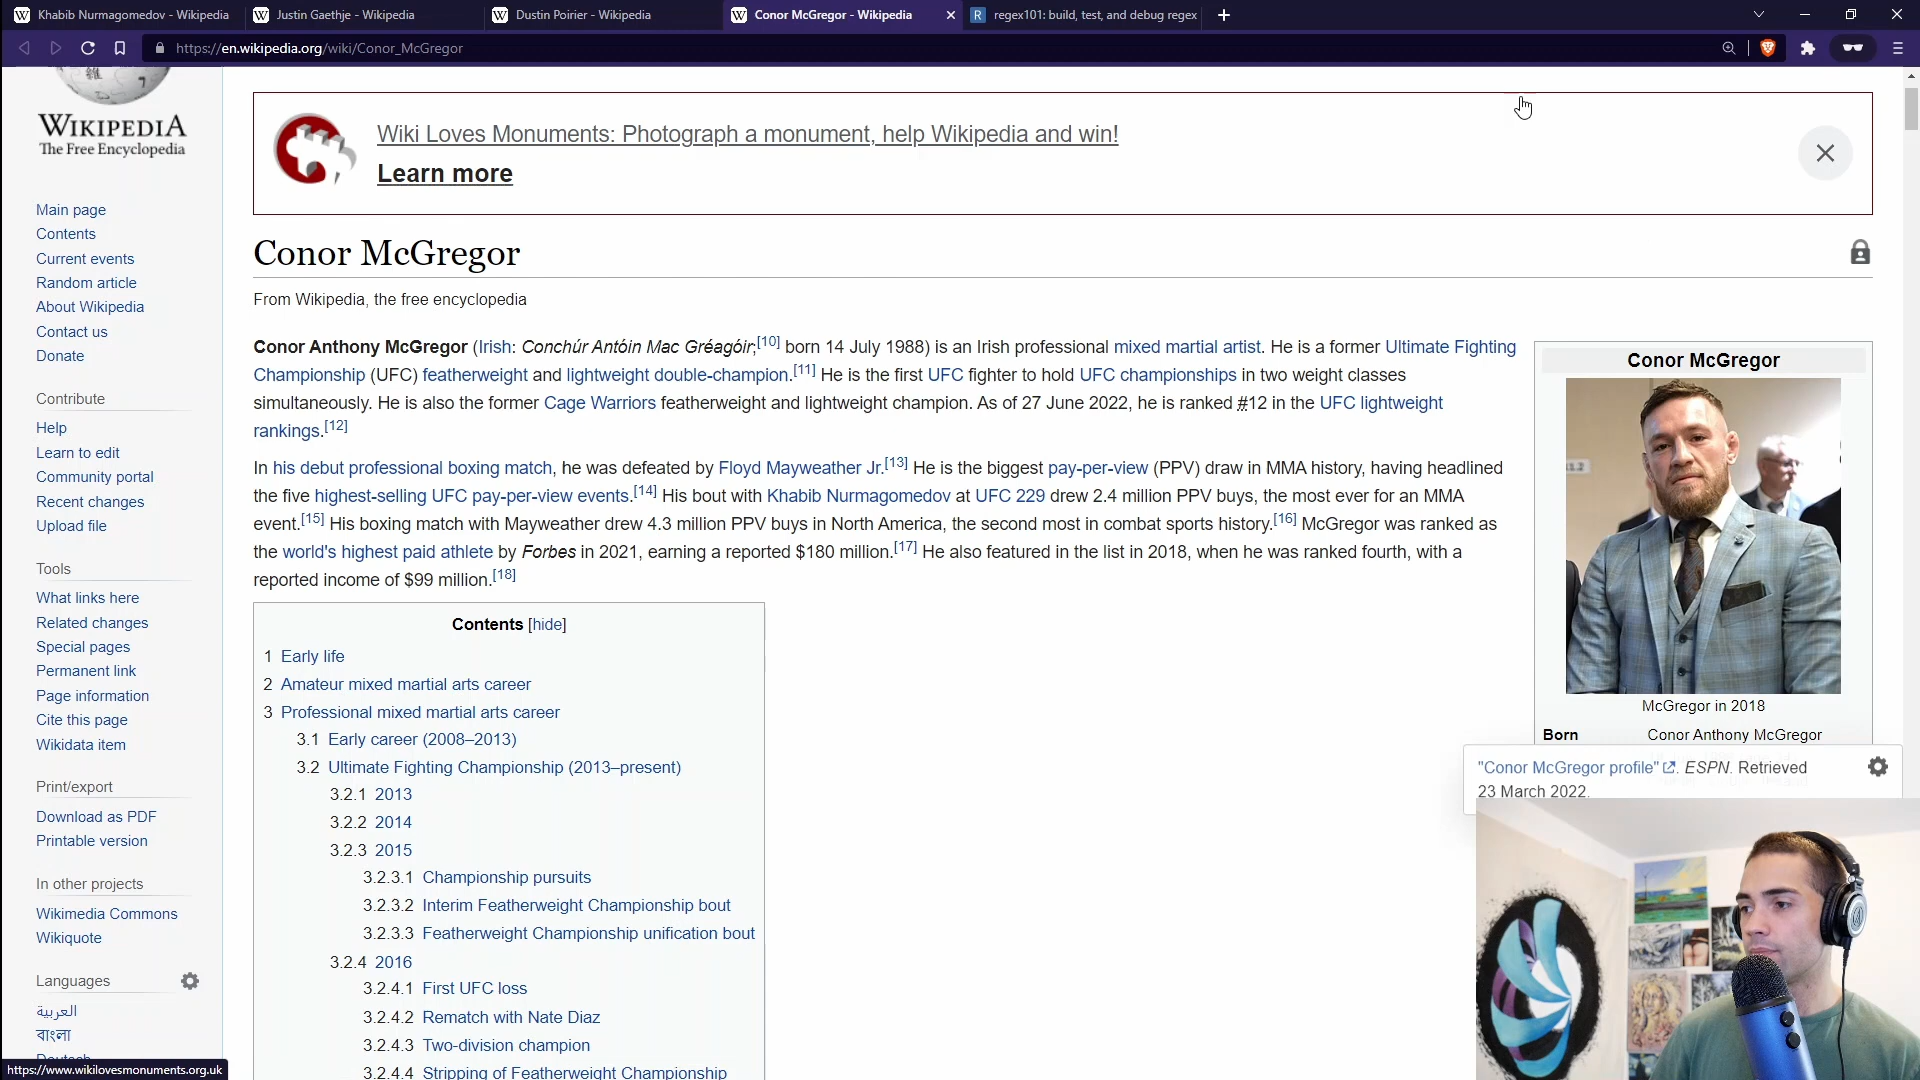 Khabib Nurmagomedov - Wikipedia
Justin Gaethje - Wikipedia
Dustin Poirier - Wikipedia
Conor McGregor - Wikipedia
regex101: build, test, and debug regex
https://en.wikipedia.org/wiki/Conor_McGregor
WIKIPEDIA
The Free Encyclopedia
Main page
Contents
Current events
Random article
About Wikipedia
Contact us
Donate
Contribute
Help
Learn to edit
Community portal
Recent changes
Upload file
Tools
What links here
Related changes
Special pages
Permanent link
Page information
Cite this page
Wikidata item
Print/export
Download as PDF
Printable version
In other projects
Wikimedia Commons
Wikiquote
Languages
العربية
বাংলা
Deutsch
https://www.wikilovesmonuments.org.uk
Wiki Loves Monuments: Photograph a monument, help Wikipedia and win!
Learn more
Conor McGregor
From Wikipedia, the free encyclopedia
Conor Anthony McGregor (Irish: Conchúr Antóin Mac Gréagóir;[10] born 14 July 1988) is an Irish professional mixed martial artist. He is a former Ultimate Fighting
Championship (UFC) featherweight and lightweight double-champion.[11] He is the first UFC fighter to hold UFC championships in two weight classes
simultaneously. He is also the former Cage Warriors featherweight and lightweight champion. As of 27 June 2022, he is ranked #12 in the UFC lightweight
rankings.[12]
In his debut professional boxing match, he was defeated by Floyd Mayweather Jr.[13] He is the biggest pay-per-view (PPV) draw in MMA history, having headlined
the five highest-selling UFC pay-per-view events.[14] His bout with Khabib Nurmagomedov at UFC 229 drew 2.4 million PPV buys, the most ever for an MMA
event.[15] His boxing match with Mayweather drew 4.3 million PPV buys in North America, the second most in combat sports history.[16] McGregor was ranked as
the world's highest paid athlete by Forbes in 2021, earning a reported $180 million.[17] He also featured in the list in 2018, when he was ranked fourth, with a
reported income of $99 million.[18]
Contents [hide]
1 Early life
2 Amateur mixed martial arts career
3 Professional mixed martial arts career
3.1 Early career (2008–2013)
3.2 Ultimate Fighting Championship (2013–present)
3.2.1 2013
3.2.2 2014
3.2.3 2015
3.2.3.1 Championship pursuits
3.2.3.2 Interim Featherweight Championship bout
3.2.3.3 Featherweight Championship unification bout
3.2.4 2016
3.2.4.1 First UFC loss
3.2.4.2 Rematch with Nate Diaz
3.2.4.3 Two-division champion
3.2.4.4 Stripping of Featherweight Championship
Conor McGregor
McGregor in 2018
Born Conor Anthony McGregor
"Conor McGregor profile". ESPN. Retrieved
23 March 2022.